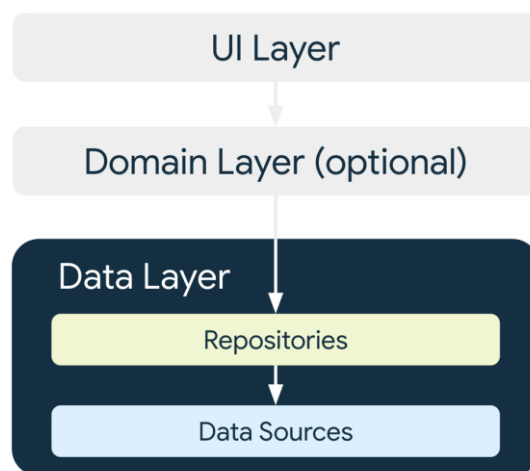 UI Layer
Domain Layer (optional)
Data Layer
Repositories
Data Sources